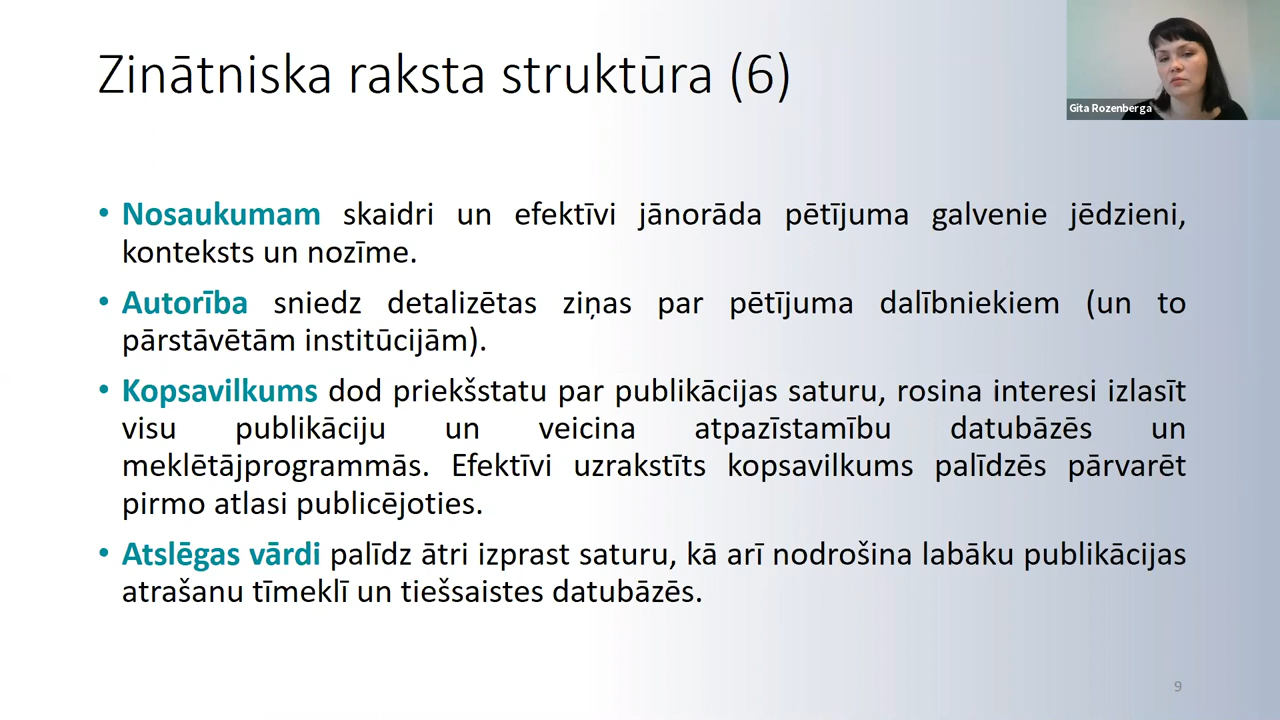 Zinātniska raksta struktūra (6)
Gita Rozenberga
• Nosaukumam skaidri un efektīvi jānorāda pētījuma galvenie jēdzieni,
konteksts un nozīme.
• Autorība sniedz detalizētas ziņas par pētījuma dalībniekiem (un to
pārstāvētām institūcijām).
• Kopsavilkums dod priekšstatu par publikācijas saturu, rosina interesi izlasīt
visu publikāciju un veicina atpazīstamību datubāzēs un
meklētājprogrammās. Efektīvi uzrakstīts kopsavilkums palīdzēs pārvarēt
pirmo atlasi publicējoties.
• Atslēgas vārdi palīdz ātri izprast saturu, kā arī nodrošina labāku publikācijas
atrašanu tīmeklī un tiešsaistes datubāzēs.
9